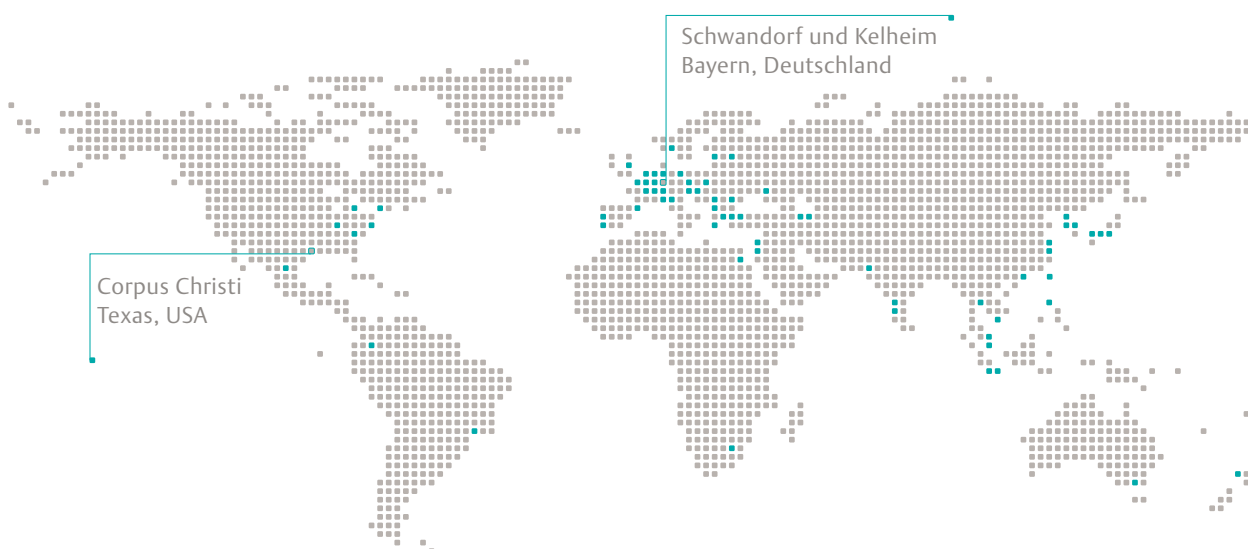 Schwandorf und Kelheim
Bayern, Deutschland
Corpus Christi
Texas, USA